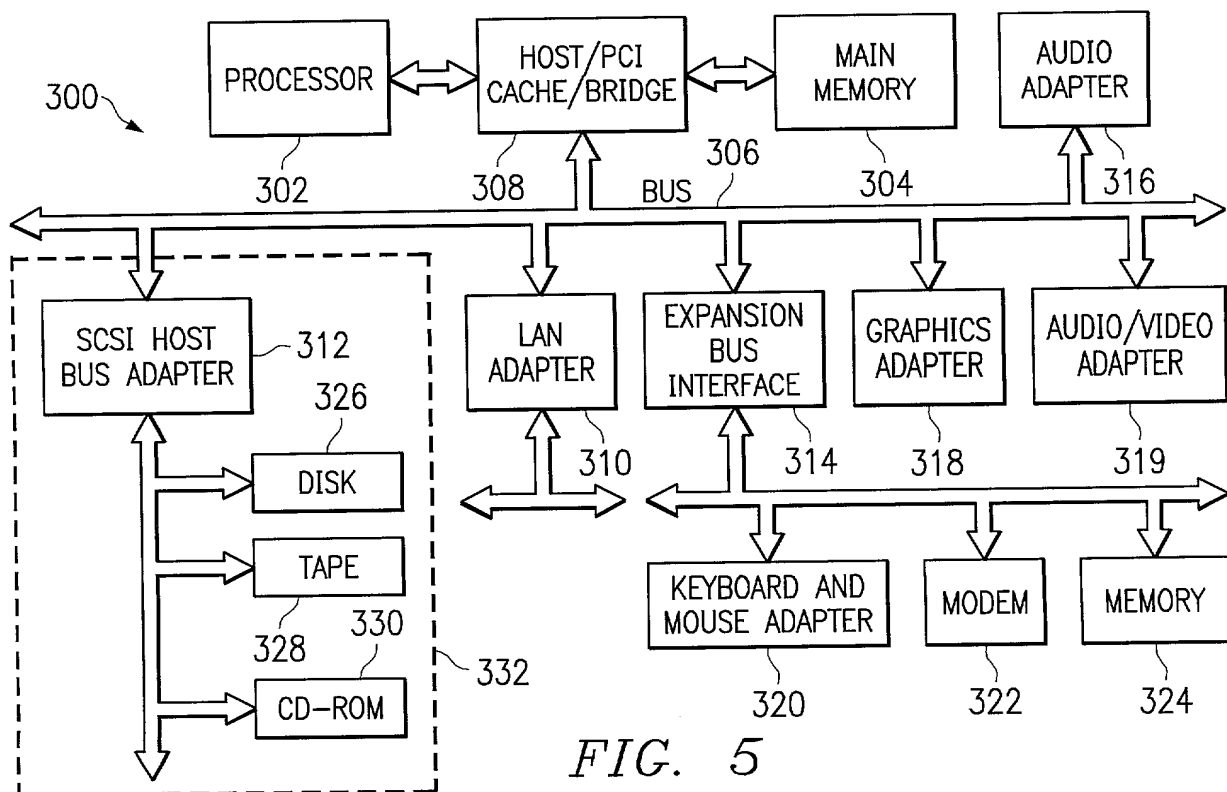 PROCESSOR
HOST/PCI
CACHE/BRIDGE
MAIN
MEMORY
AUDIO
ADAPTER
300
302
308
306
304
316
BUS
SCSI HOST
BUS ADAPTER
312
LAN
ADAPTER
310
EXPANSION
BUS
INTERFACE
314
GRAPHICS
ADAPTER
318
AUDIO/VIDEO
ADAPTER
319
326
DISK
TAPE
328
330
CD-ROM
332
KEYBOARD AND
MOUSE ADAPTER
320
MODEM
322
MEMORY
324
FIG. 5